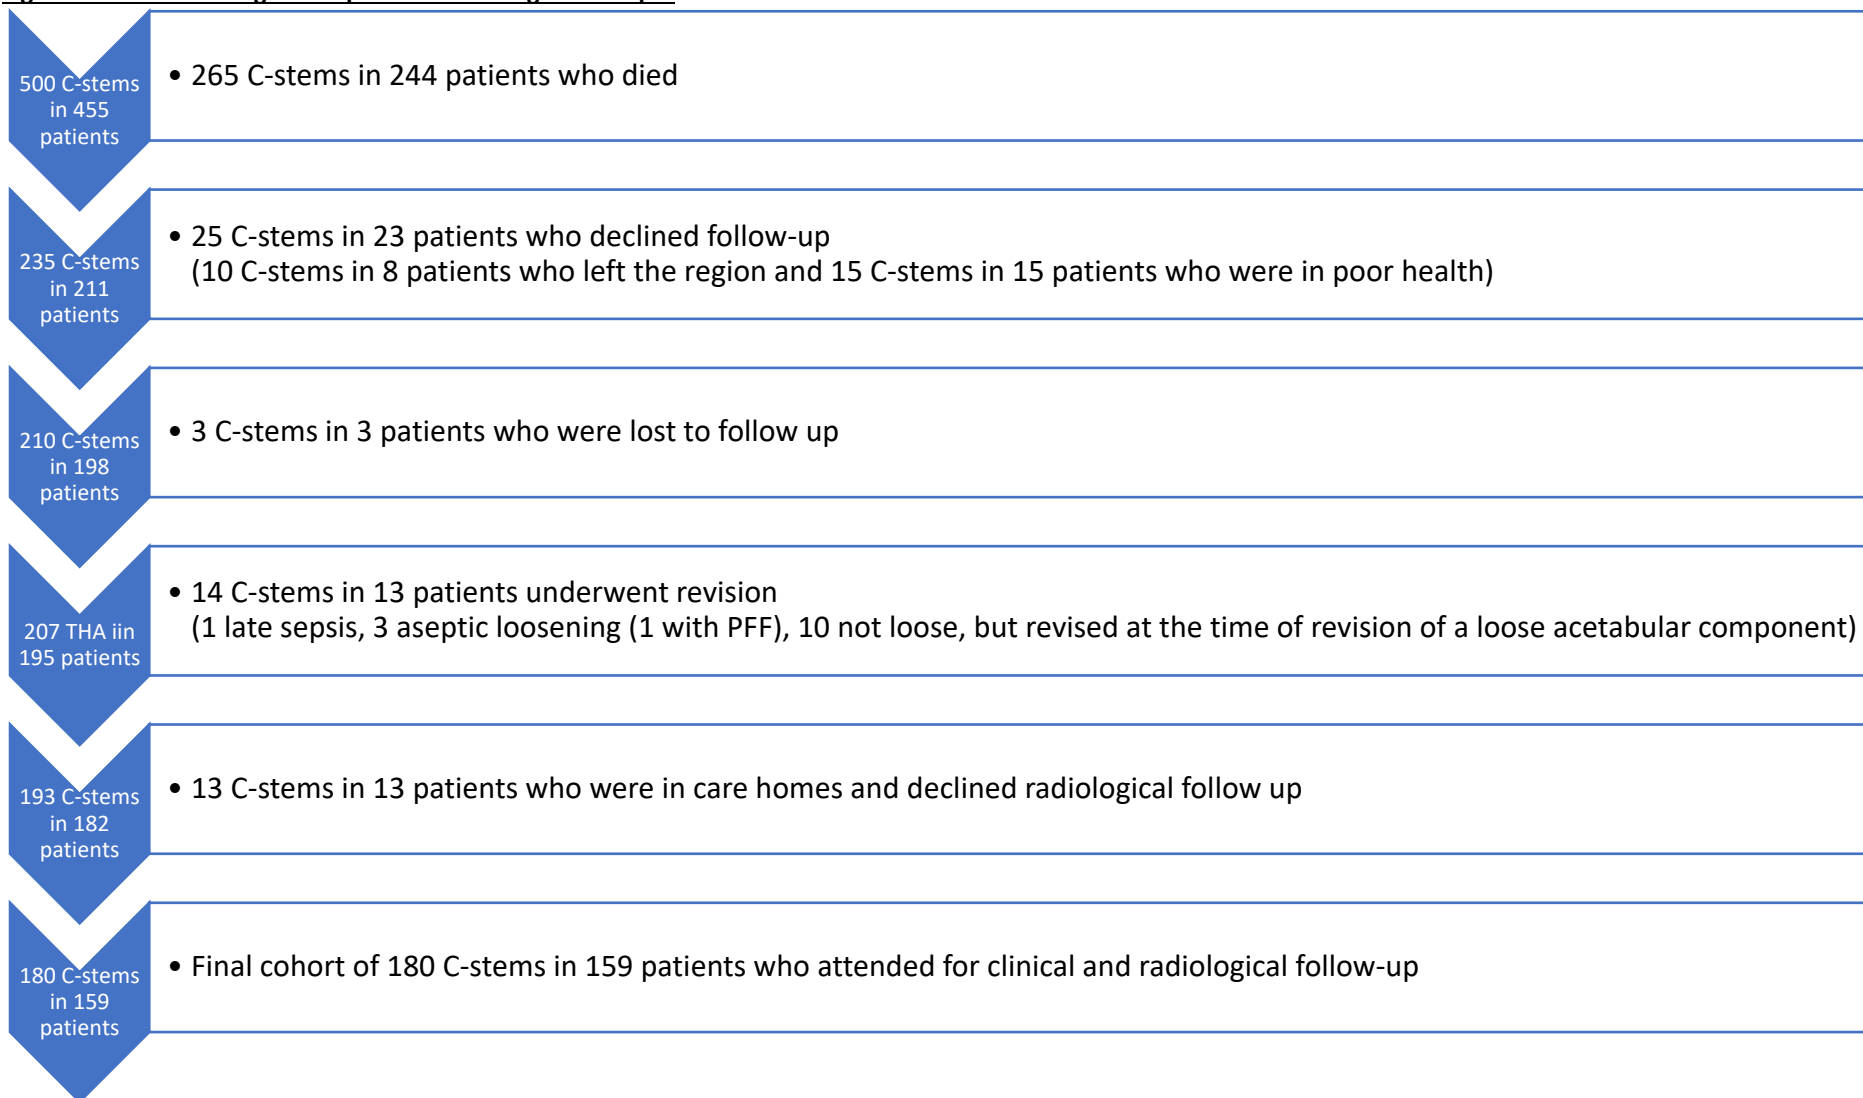 500 C-stems
in 455
patients
• 265 C-stems in 244 patients who died
235 C-stems
in 211
patients
• 25 C-stems in 23 patients who declined follow-up
(10 C-stems in 8 patients who left the region and 15 C-stems in 15 patients who were in poor health)
210 C-stems
in 198
patients
• 3 C-stems in 3 patients who were lost to follow up
207 THA iin
195 patients
• 14 C-stems in 13 patients underwent revision
(1 late sepsis, 3 aseptic loosening (1 with PFF), 10 not loose, but revised at the time of revision of a loose acetabular component)
193 C-stems
in 182
patients
• 13 C-stems in 13 patients who were in care homes and declined radiological follow up
180 C-stems
in 159
patients
• Final cohort of 180 C-stems in 159 patients who attended for clinical and radiological follow-up